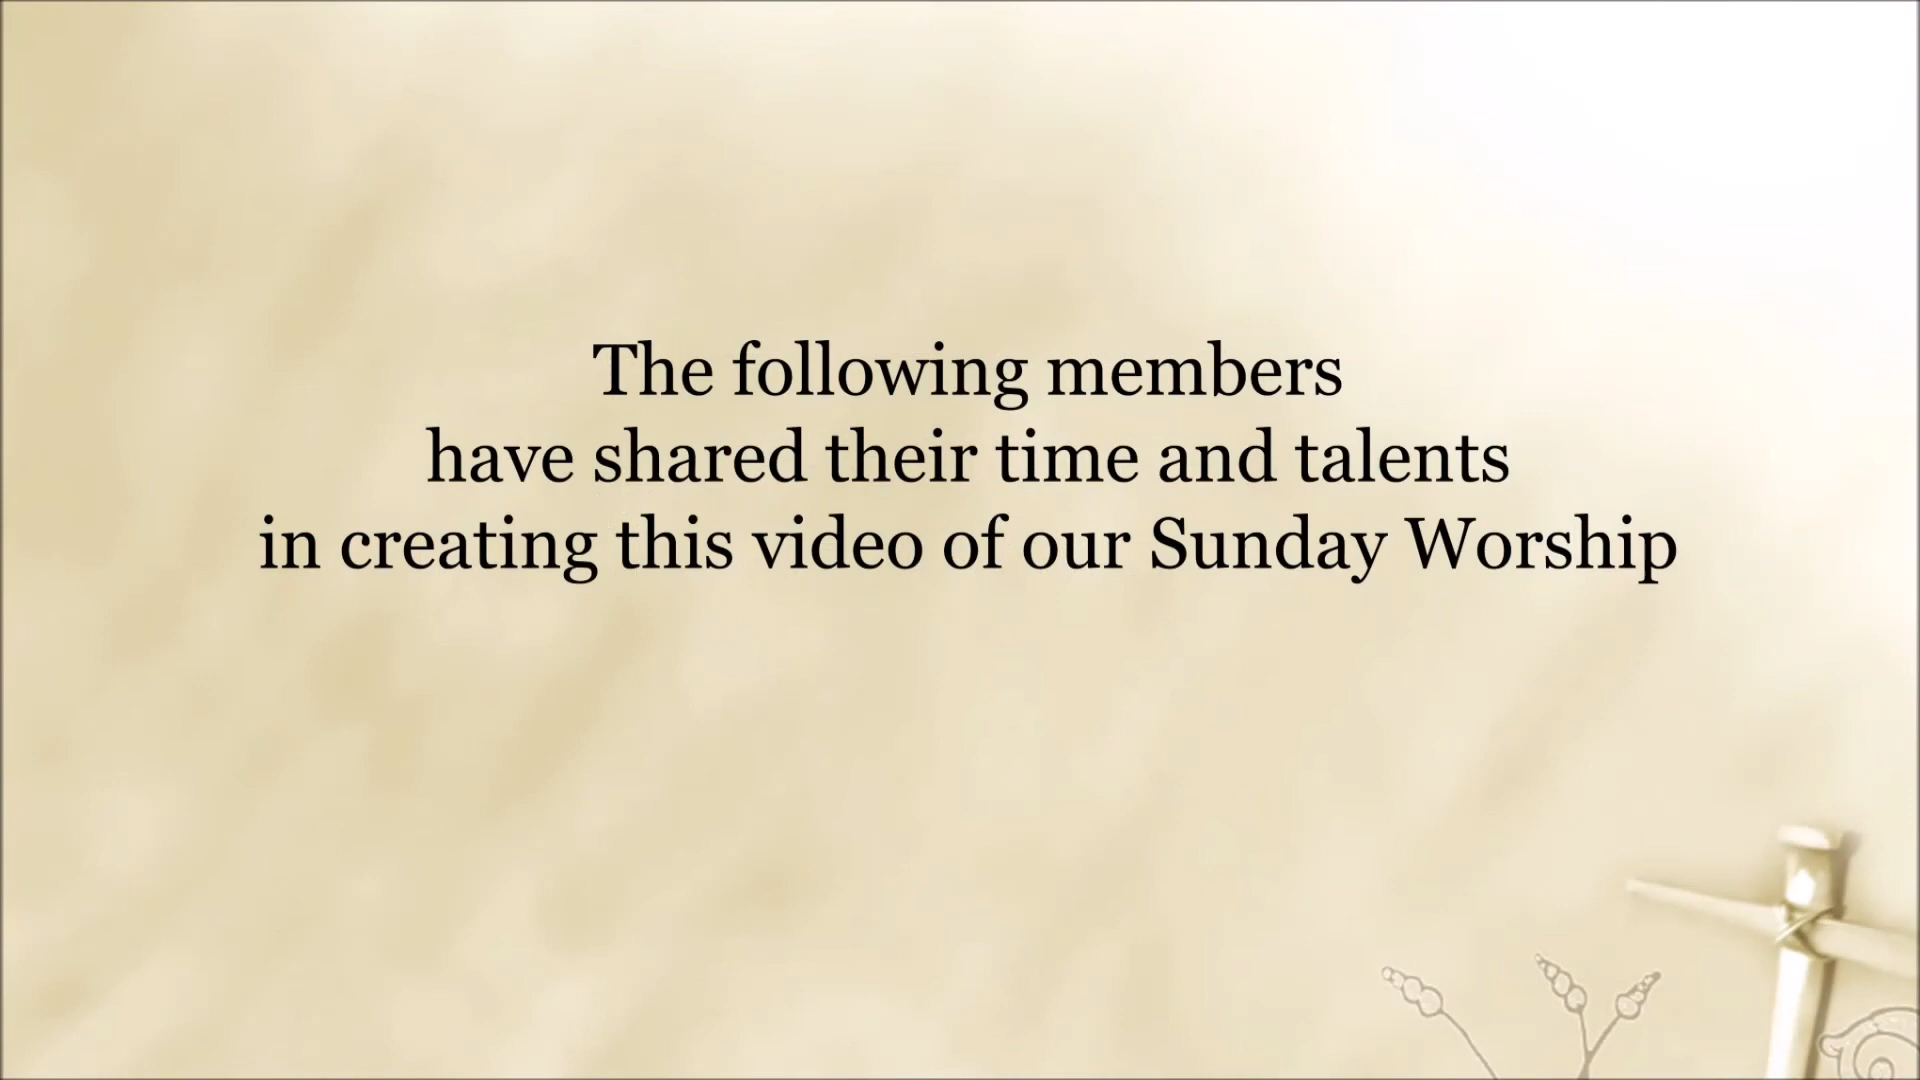 The following members
have shared their time and talents
in creating this video of our Sunday Worship